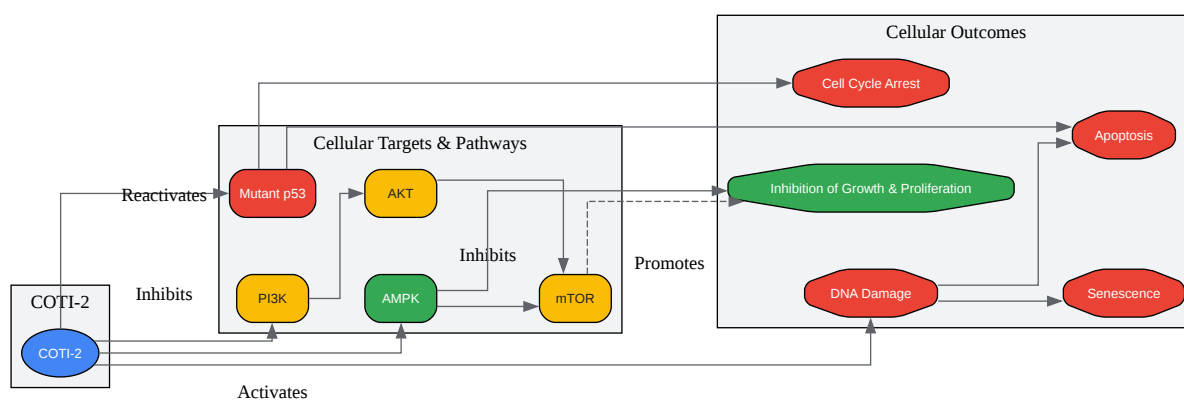 Cellular Outcomes
Cell Cycle Arrest
Cellular Targets & Pathways
Apoptosis
Reactivates
Mutant p53
AKT
Inhibition of Growth & Proliferation
Inhibits
Promotes
COTI-2
Inhibits
PI3K
AMPK
mTOR
DNA Damage
Senescence
COTI-2
Activates